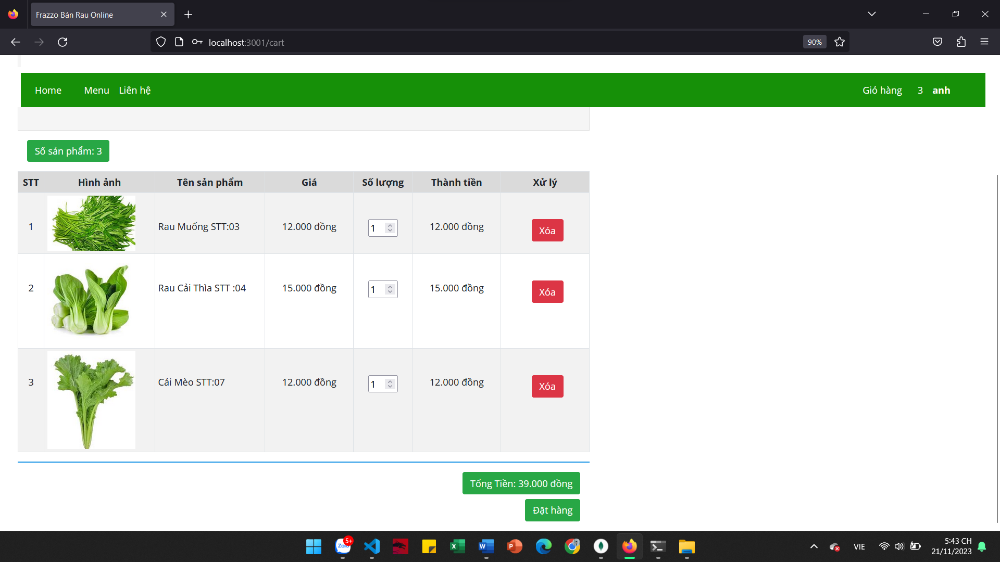 Frazzo Bán Rau Online
localhost:3001/cart
90%
Home Menu Liên hệ Giỏ hàng 3 anh
Số sản phẩm: 3
STT Hình ảnh Tên sản phẩm Giá Số lượng Thành tiền Xử lý
1 Rau Muống STT:03 12.000 đồng 1 12.000 đồng Xóa
2 Rau Cải Thìa STT :04 15.000 đồng 1 15.000 đồng Xóa
3 Cải Mèo STT:07 12.000 đồng 1 12.000 đồng Xóa
Tổng Tiền: 39.000 đồng
Đặt hàng
Zalo 5+
VIE
5:43 CH
21/11/2023